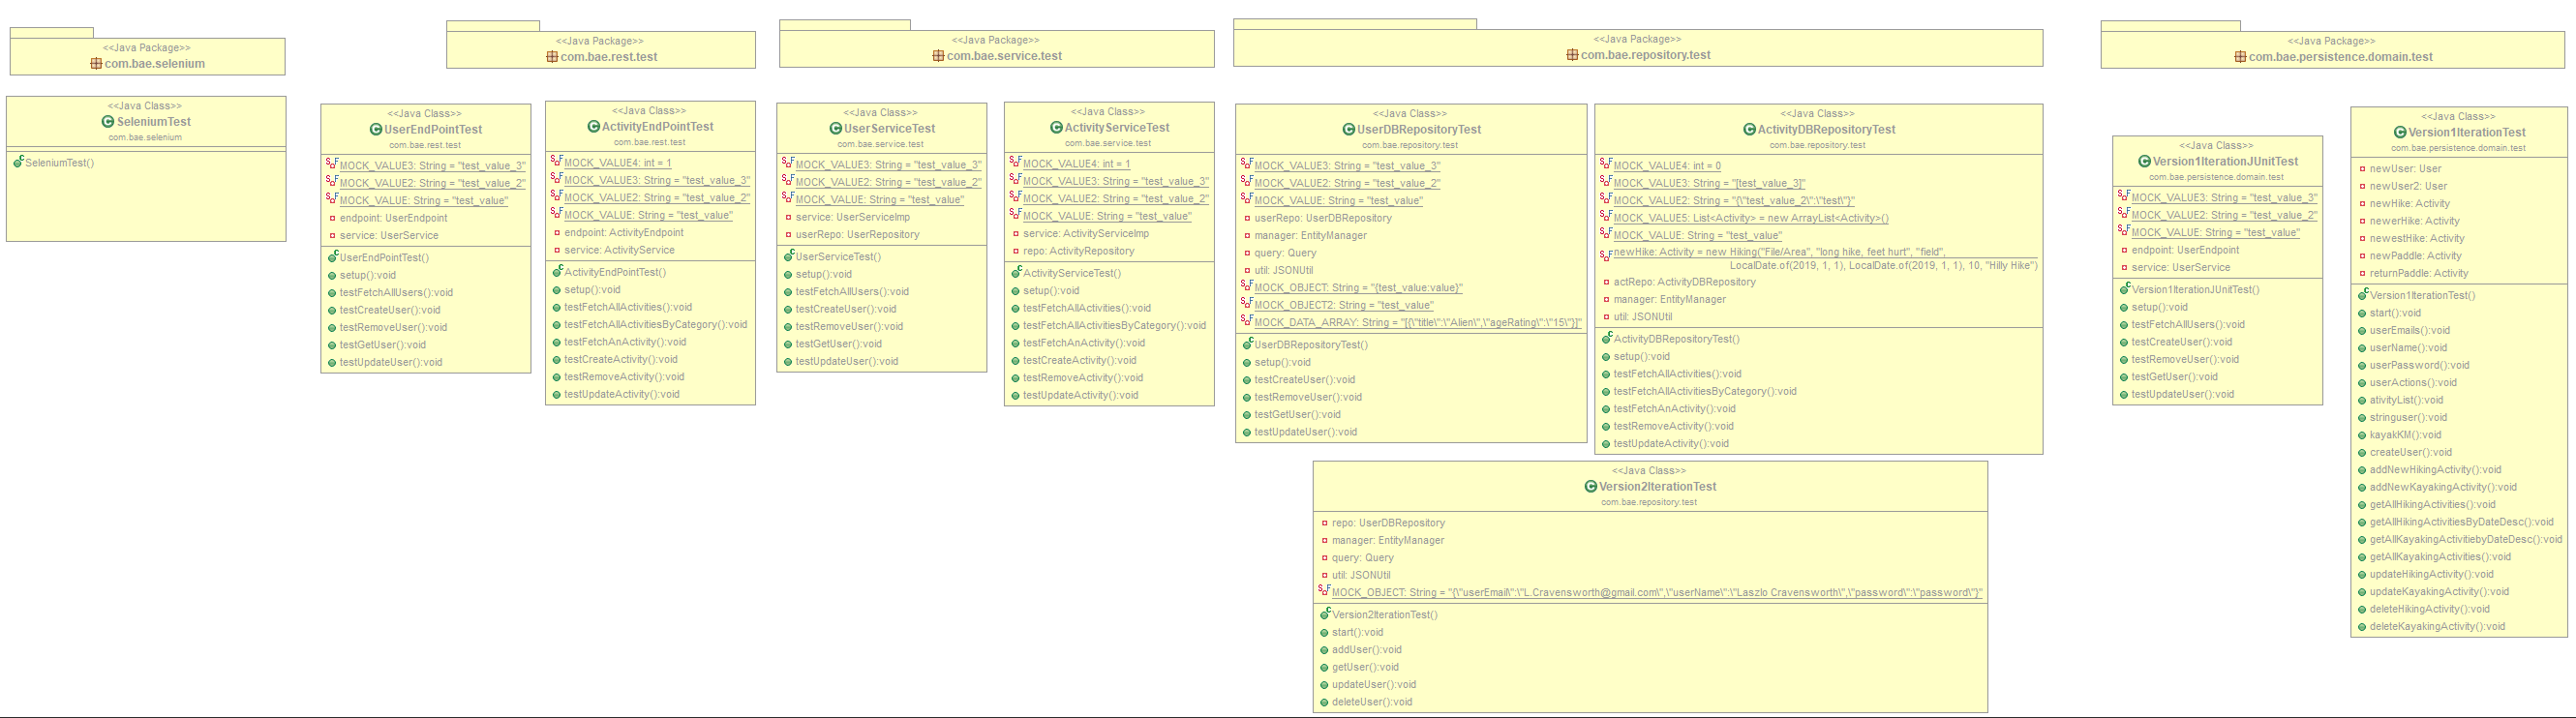 <<Java Package>>
com.bae.selenium
<<Java Package>>
com.bae.rest.test
<<Java Package>>
com.bae.service.test
<<Java Package>>
com.bae.repository.test
<<Java Package>>
com.bae.persistence.domain.test
<<Java Class>>
SeleniumTest
com.bae.selenium
SeleniumTest()
<<Java Class>>
UserEndPointTest
com.bae.rest.test
MOCK_VALUE3: String = "test_value_3"
MOCK_VALUE2: String = "test_value_2"
MOCK_VALUE: String = "test_value"
endpoint: UserEndpoint
service: UserService
UserEndPointTest()
setup():void
testFetchAllUsers():void
testCreateUser():void
testRemoveUser():void
testGetUser():void
testUpdateUser():void
<<Java Class>>
ActivityEndPointTest
com.bae.rest.test
MOCK_VALUE4: int = 1
MOCK_VALUE3: String = "test_value_3"
MOCK_VALUE2: String = "test_value_2"
MOCK_VALUE: String = "test_value"
endpoint: ActivityEndpoint
service: ActivityService
ActivityEndPointTest()
setup():void
testFetchAllActivities():void
testFetchAllActivitiesByCategory():void
testFetchAnActivity():void
testCreateActivity():void
testRemoveActivity():void
testUpdateActivity():void
<<Java Class>>
UserServiceTest
com.bae.service.test
MOCK_VALUE3: String = "test_value_3"
MOCK_VALUE2: String = "test_value_2"
MOCK_VALUE: String = "test_value"
service: UserServiceImp
userRepo: UserRepository
UserServiceTest()
setup():void
testFetchAllUsers():void
testCreateUser():void
testRemoveUser():void
testGetUser():void
testUpdateUser():void
<<Java Class>>
ActivityServiceTest
com.bae.service.test
MOCK_VALUE4: int = 1
MOCK_VALUE3: String = "test_value_3"
MOCK_VALUE2: String = "test_value_2"
MOCK_VALUE: String = "test_value"
service: ActivityServiceImp
repo: ActivityRepository
ActivityServiceTest()
setup():void
testFetchAllActivities():void
testFetchAllActivitiesByCategory():void
testFetchAnActivity():void
testCreateActivity():void
testRemoveActivity():void
testUpdateActivity():void
<<Java Class>>
UserDBRepositoryTest
com.bae.repository.test
MOCK_VALUE3: String = "test_value_3"
MOCK_VALUE2: String = "test_value_2"
MOCK_VALUE: String = "test_value"
userRepo: UserDBRepository
manager: EntityManager
query: Query
util: JSONUtil
MOCK_OBJECT: String = "{test_value:value}"
MOCK_OBJECT2: String = "test_value"
MOCK_DATA_ARRAY: String = "[{\"title\":\"Alien\",\"ageRating\":\"15\"}]"
UserDBRepositoryTest()
setup():void
testCreateUser():void
testRemoveUser():void
testGetUser():void
testUpdateUser():void
<<Java Class>>
ActivityDBRepositoryTest
com.bae.repository.test
MOCK_VALUE4: int = 0
MOCK_VALUE3: String = "[test_value_3]"
MOCK_VALUE2: String = "{\"test_value_2\":\"test\"}"
MOCK_VALUE5: List<Activity> = new ArrayList<Activity>()
MOCK_VALUE: String = "test_value"
newHike: Activity = new Hiking("File/Area", "long hike, feet hurt", "field",
LocalDate.of(2019, 1, 1), LocalDate.of(2019, 1, 1), 10, "Hilly Hike")
actRepo: ActivityDBRepository
manager: EntityManager
util: JSONUtil
ActivityDBRepositoryTest()
setup():void
testFetchAllActivities():void
testFetchAllActivitiesByCategory():void
testFetchAnActivity():void
testRemoveActivity():void
testUpdateActivity():void
<<Java Class>>
Version2IterationTest
com.bae.repository.test
repo: UserDBRepository
manager: EntityManager
query: Query
util: JSONUtil
MOCK_OBJECT: String = "{\"userEmail\":\"L.Cravensworth@gmail.com\",\"userName\":\"Laszlo Cravensworth\",\"password\":\"password\"}"
Version2IterationTest()
start():void
addUser():void
getUser():void
updateUser():void
deleteUser():void
<<Java Class>>
Version1IterationJUnitTest
com.bae.persistence.domain.test
MOCK_VALUE3: String = "test_value_3"
MOCK_VALUE2: String = "test_value_2"
MOCK_VALUE: String = "test_value"
endpoint: UserEndpoint
service: UserService
Version1IterationJUnitTest()
setup():void
testFetchAllUsers():void
testCreateUser():void
testRemoveUser():void
testGetUser():void
testUpdateUser():void
<<Java Class>>
Version1IterationTest
com.bae.persistence.domain.test
newUser: User
newUser2: User
newHike: Activity
newerHike: Activity
newestHike: Activity
newPaddle: Activity
returnPaddle: Activity
Version1IterationTest()
start():void
userEmails():void
userName():void
userPassword():void
userActions():void
ativityList():void
stringuser():void
kayakKM():void
createUser():void
addNewHikingActivity():void
addNewKayakingActivity():void
getAllHikingActivities():void
getAllHikingActivitiesByDateDesc():void
getAllKayakingActivitiebyDateDesc():void
getAllKayakingActivities():void
updateHikingActivity():void
updateKayakingActivity():void
deleteHikingActivity():void
deleteKayakingActivity():void